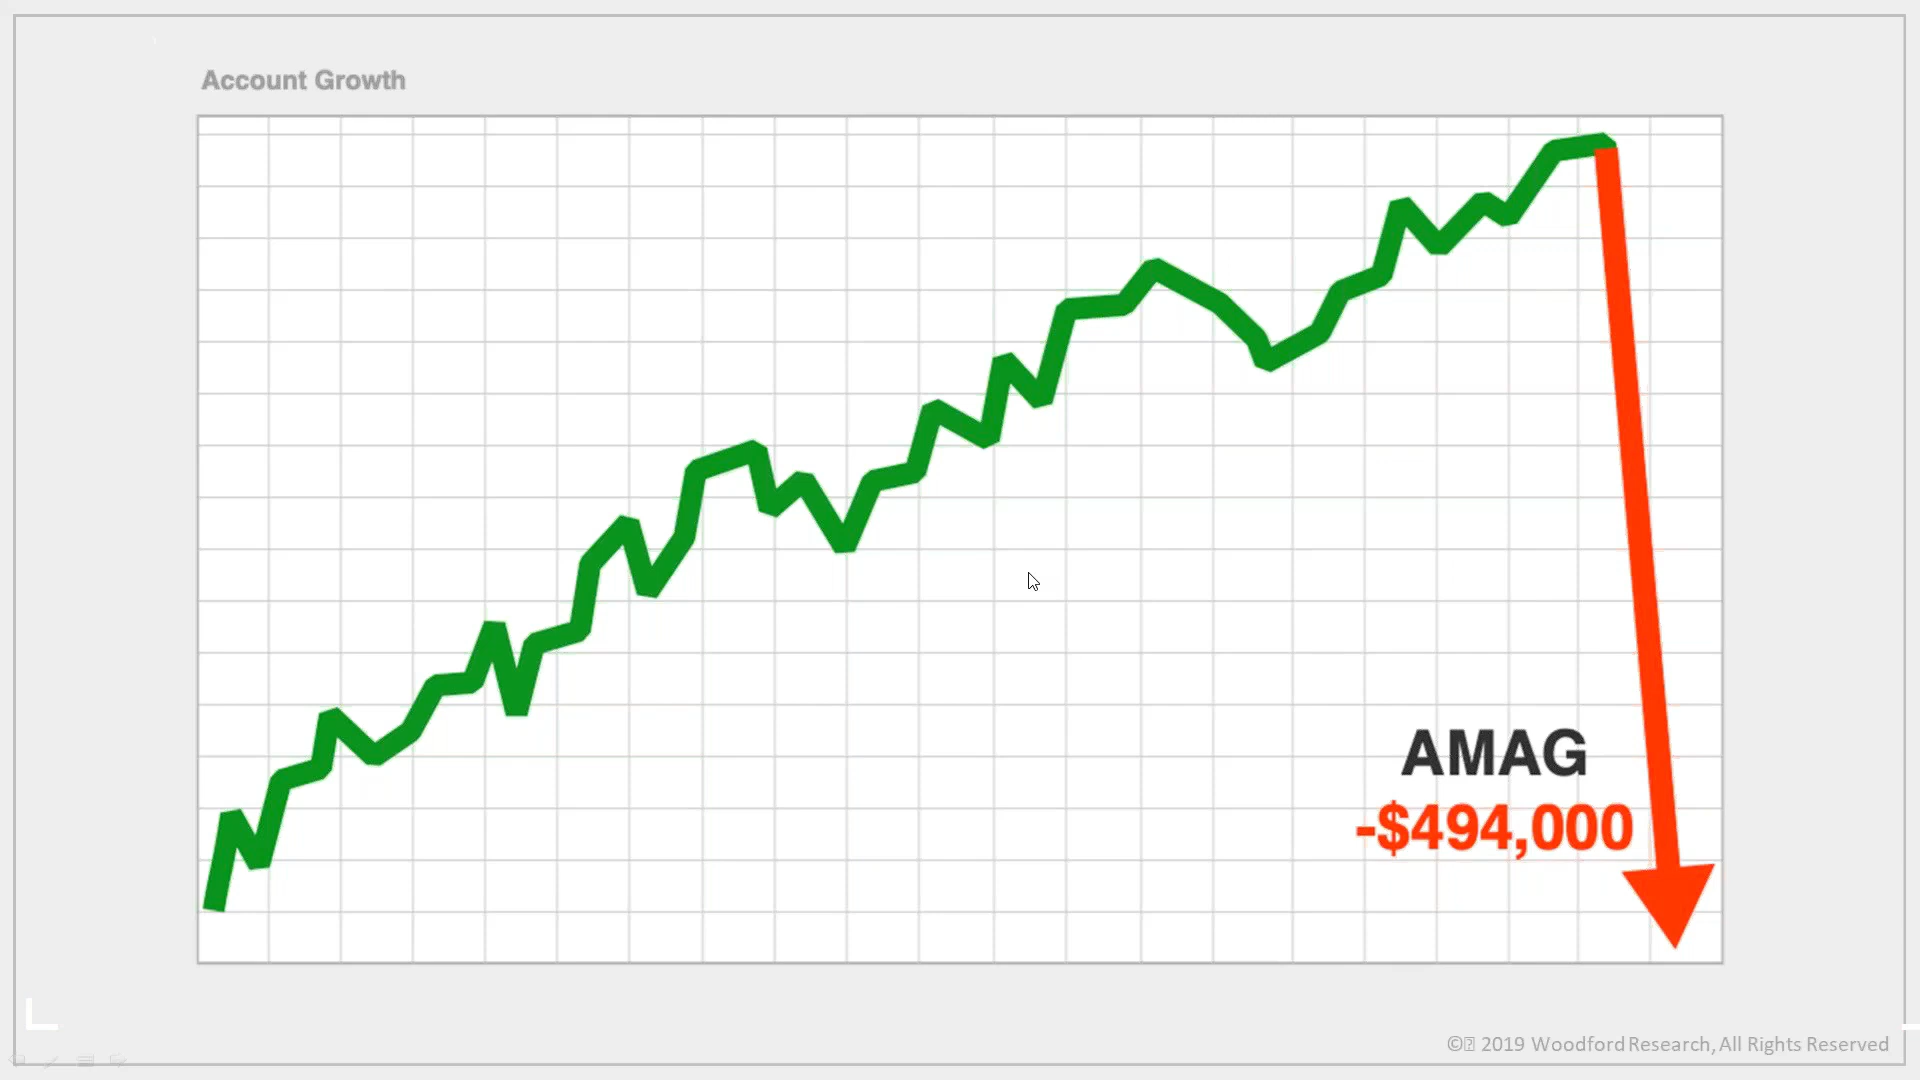 Account Growth
AMAG
-$494,000
© 2019 Woodford Research, All Rights Reserved